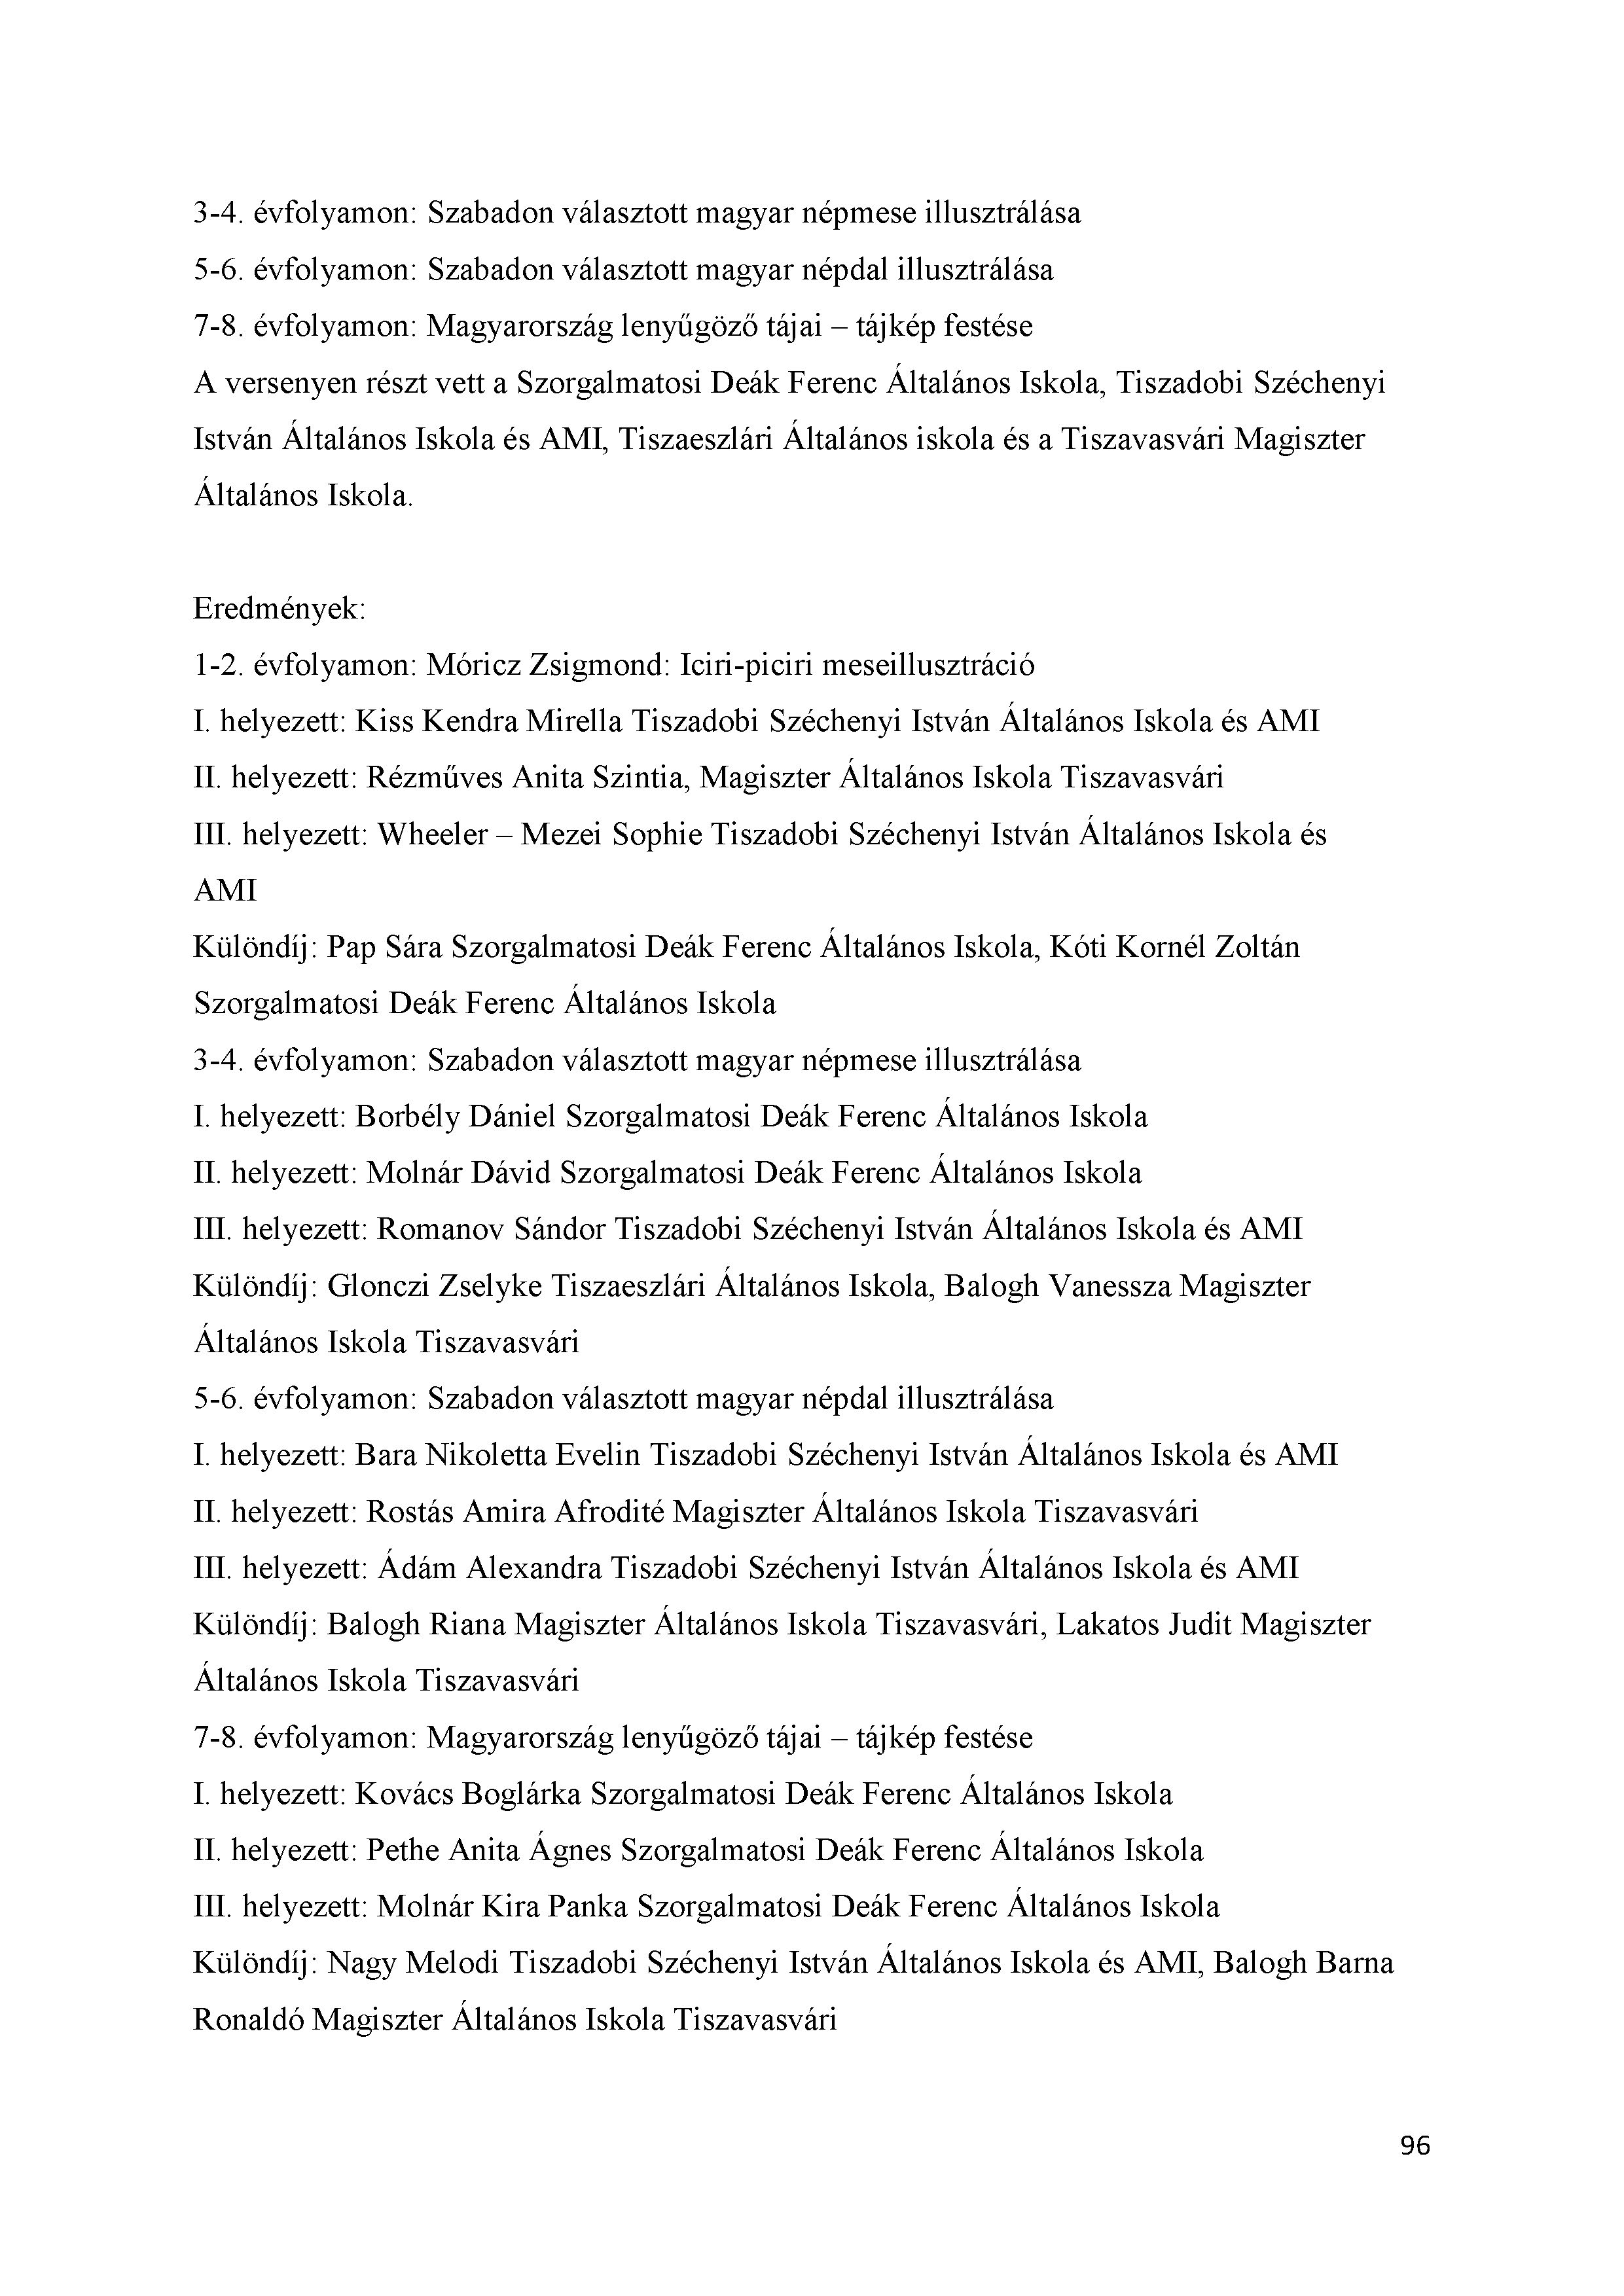 3-4. évfolyamon: Szabadon választott magyar népmese illusztrálása
5-6. évfolyamon: Szabadon választott magyar népdal illusztrálása
7-8. évfolyamon: Magyarország lenyűgöző tájai – tájkép festése
A versenyen részt vett a Szorgalmatosi Deák Ferenc Általános Iskola, Tiszadobi Széchenyi
István Általános Iskola és AMI, Tiszaeszlári Általános iskola és a Tiszavasvári Magiszter
Általános Iskola.
Eredmények:
1-2. évfolyamon: Móricz Zsigmond: Iciri-piciri meseillusztráció
I. helyezett: Kiss Kendra Mirella Tiszadobi Széchenyi István Általános Iskola és AMI
II. helyezett: Rézműves Anita Szintia, Magiszter Általános Iskola Tiszavasvári
III. helyezett: Wheeler – Mezei Sophie Tiszadobi Széchenyi István Általános Iskola és
AMI
Különdíj: Pap Sára Szorgalmatosi Deák Ferenc Általános Iskola, Kóti Kornél Zoltán
Szorgalmatosi Deák Ferenc Általános Iskola
3-4. évfolyamon: Szabadon választott magyar népmese illusztrálása
I. helyezett: Borbély Dániel Szorgalmatosi Deák Ferenc Általános Iskola
II. helyezett: Molnár Dávid Szorgalmatosi Deák Ferenc Általános Iskola
III. helyezett: Romanov Sándor Tiszadobi Széchenyi István Általános Iskola és AMI
Különdíj: Glonczi Zselyke Tiszaeszlári Általános Iskola, Balogh Vanessza Magiszter
Általános Iskola Tiszavasvári
5-6. évfolyamon: Szabadon választott magyar népdal illusztrálása
I. helyezett: Bara Nikoletta Evelin Tiszadobi Széchenyi István Általános Iskola és AMI
II. helyezett: Rostás Amira Afrodité Magiszter Általános Iskola Tiszavasvári
III. helyezett: Ádám Alexandra Tiszadobi Széchenyi István Általános Iskola és AMI
Különdíj: Balogh Riana Magiszter Általános Iskola Tiszavasvári, Lakatos Judit Magiszter
Általános Iskola Tiszavasvári
7-8. évfolyamon: Magyarország lenyűgöző tájai – tájkép festése
I. helyezett: Kovács Boglárka Szorgalmatosi Deák Ferenc Általános Iskola
II. helyezett: Pethe Anita Ágnes Szorgalmatosi Deák Ferenc Általános Iskola
III. helyezett: Molnár Kira Panka Szorgalmatosi Deák Ferenc Általános Iskola
Különdíj: Nagy Melodi Tiszadobi Széchenyi István Általános Iskola és AMI, Balogh Barna
Ronaldó Magiszter Általános Iskola Tiszavasvári
96